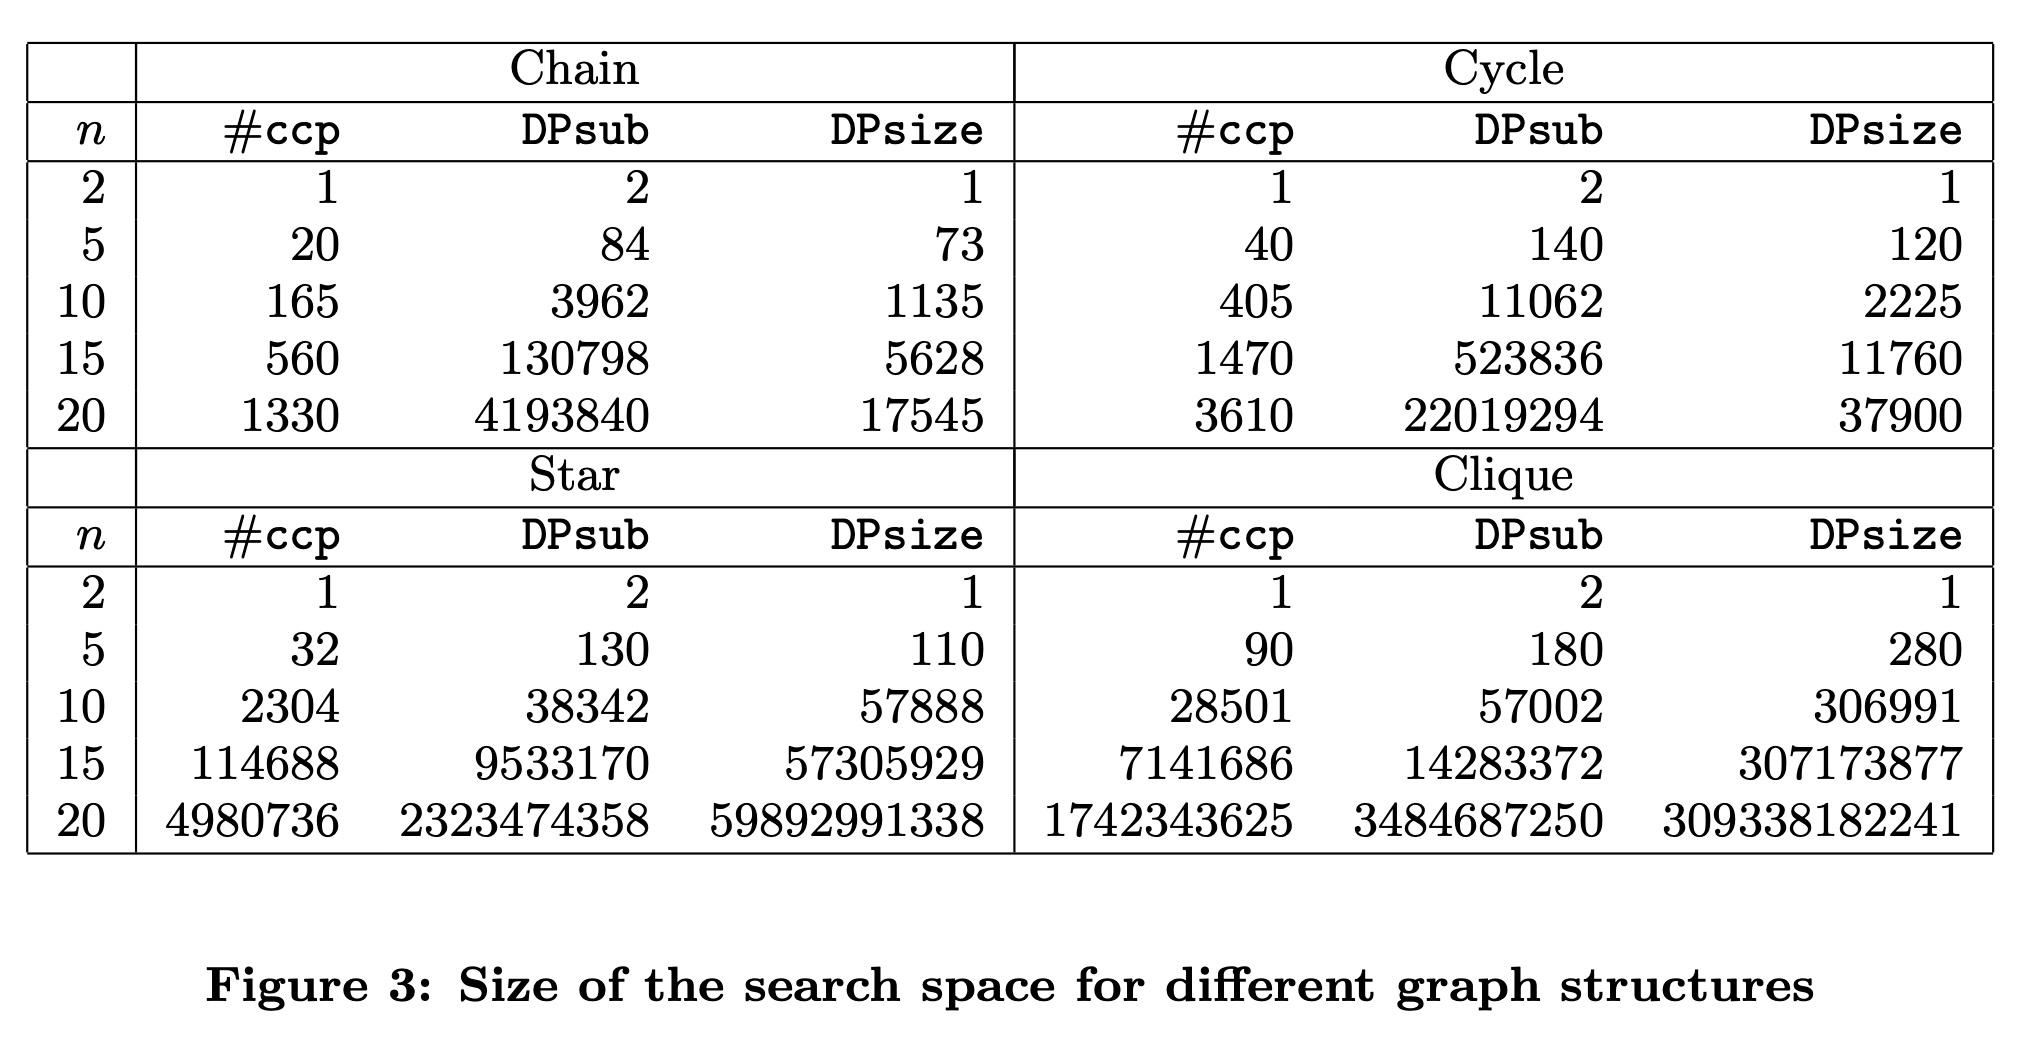 Chain Cycle
n #ccp DPsub DPsize #ccp DPsub DPsize
2 1 2 1 1 2 1
5 20 84 73 40 140 120
10 165 3962 1135 405 11062 2225
15 560 130798 5628 1470 523836 11760
20 1330 4193840 17545 3610 22019294 37900
Star Clique
n #ccp DPsub DPsize #ccp DPsub DPsize
2 1 2 1 1 2 1
5 32 130 110 90 180 280
10 2304 38342 57888 28501 57002 306991
15 114688 9533170 57305929 7141686 14283372 307173877
20 4980736 2323474358 59892991338 1742343625 3484687250 309338182241
Figure 3: Size of the search space for different graph structures